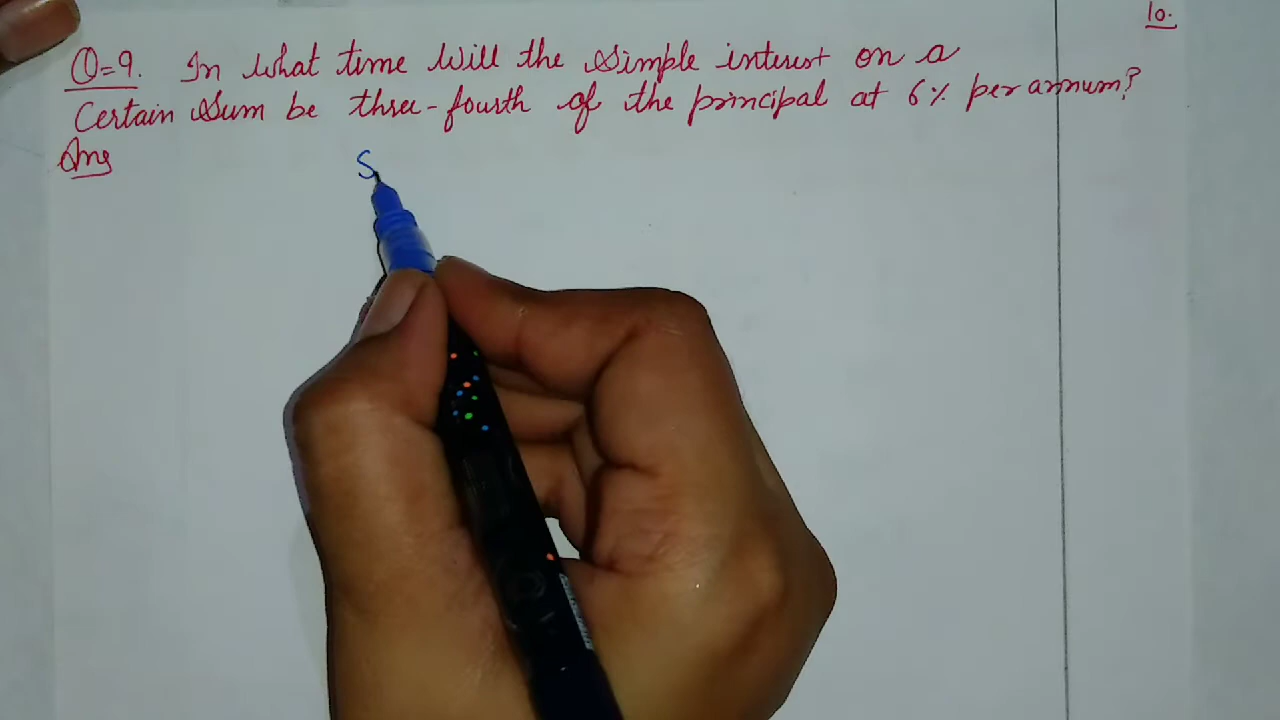 10.
Q=9. In what time will the simple interest on a
Certain Sum be three-fourth of the principal at 6% per annum?
Ans
S